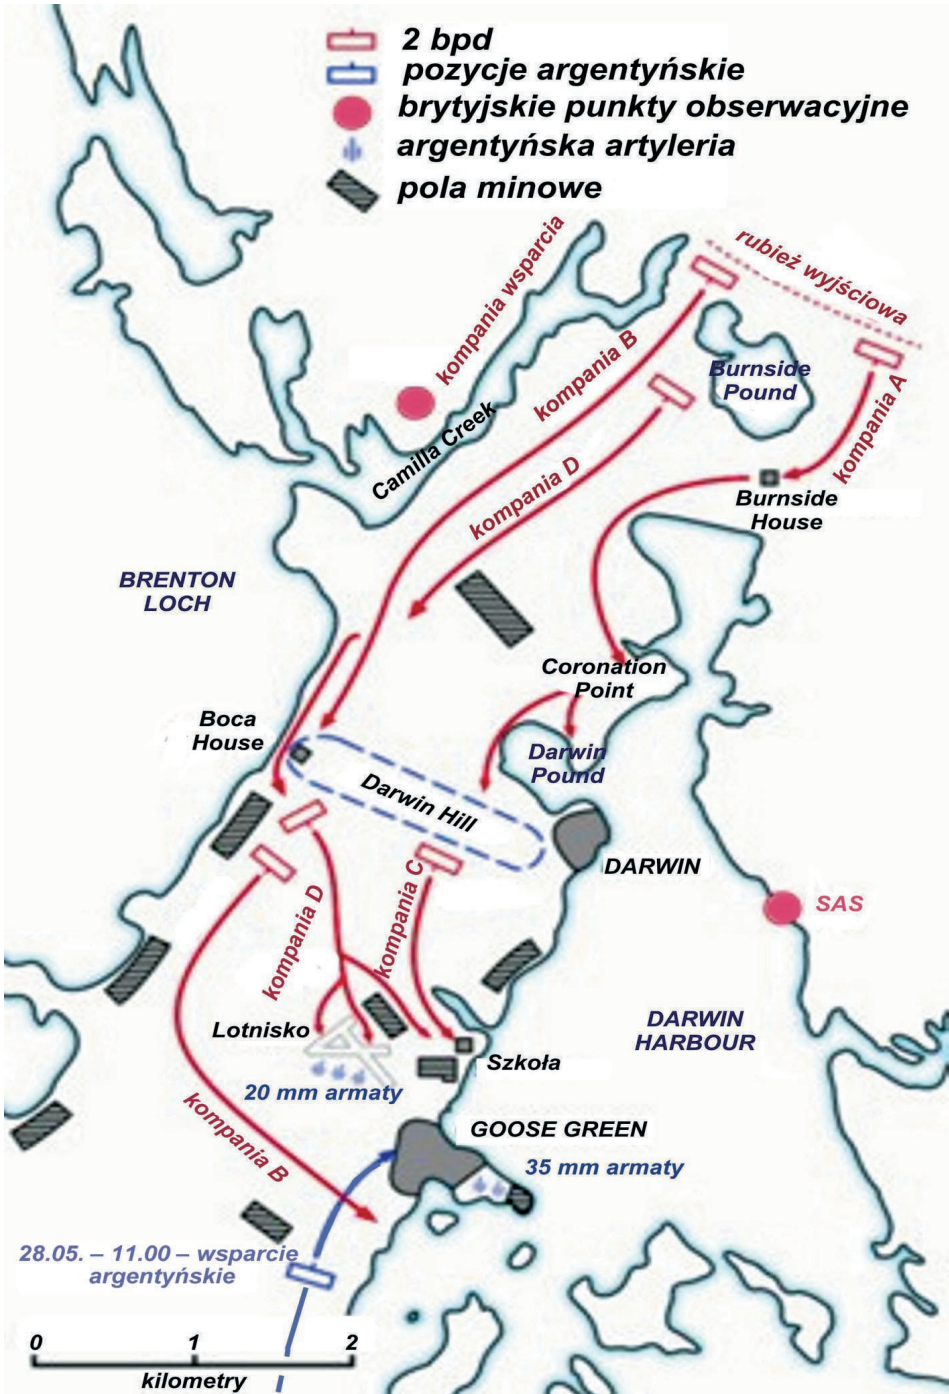 2 bpd
pozycje argentyńskie
brytyjskie punkty obserwacyjne
argentyńska artyleria
pola minowe
kompania wsparcia
rubież wyjściowa
kompania B
Burnside
Pound
kompania A
Camilla Creek
kompania D
Burnside
House
BRENTON
LOCH
Coronation
Point
Boca
House
Darwin
Pound
Darwin Hill
DARWIN
kompania C
kompania D
SAS
Lotnisko
DARWIN
HARBOUR
Szkoła
20 mm armaty
kompania B
GOOSE GREEN
35 mm armaty
28.05. – 11.00 – wsparcie
argentyńskie
0 1 2
kilometry